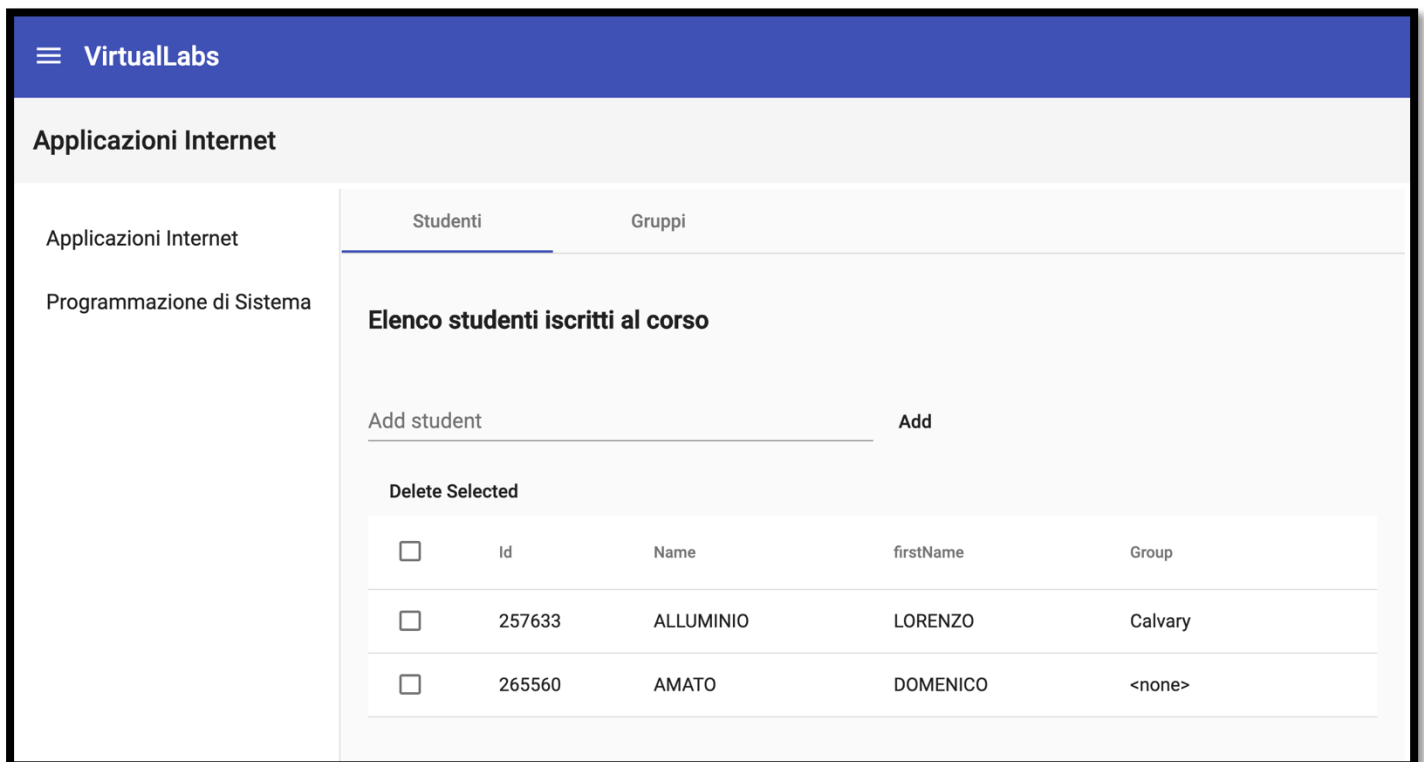 VirtualLabs
Applicazioni Internet
Applicazioni Internet
Programmazione di Sistema
Studenti Gruppi
Elenco studenti iscritti al corso
Add student Add
Delete Selected
Id Name firstName Group
257633 ALLUMINIO LORENZO Calvary
265560 AMATO DOMENICO <none>